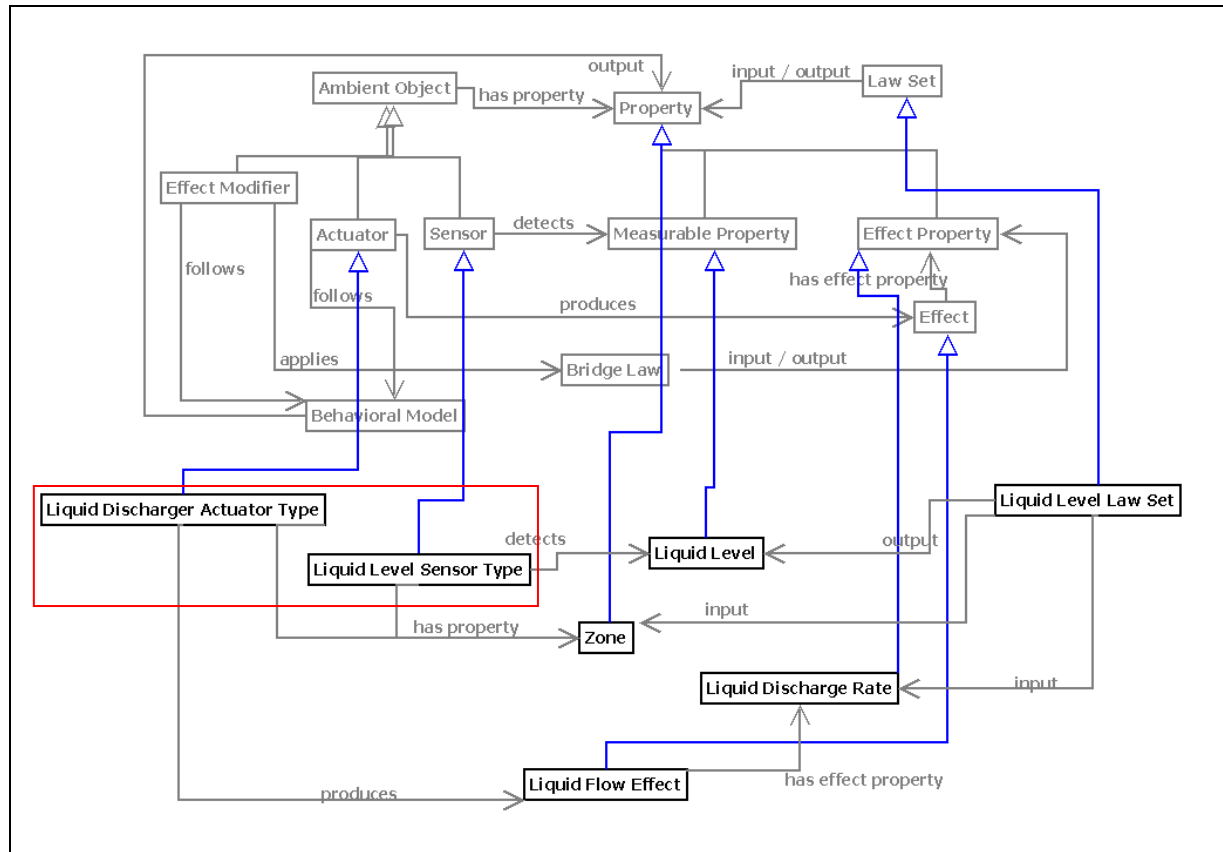 output
input / output
Ambient Object
Law Set
has property
Property
Effect Modifier
Actuator
Sensor
detects
Measurable Property
Effect Property
follows
has effect property
follows
produces
Effect
applies
Bridge Law
input / output
Behavioral Model
Liquid Discharger Actuator Type
Liquid Level Law Set
detects
Liquid Level
output
Liquid Level Sensor Type
input
has property
Zone
Liquid Discharge Rate
input
Liquid Flow Effect
has effect property
produces